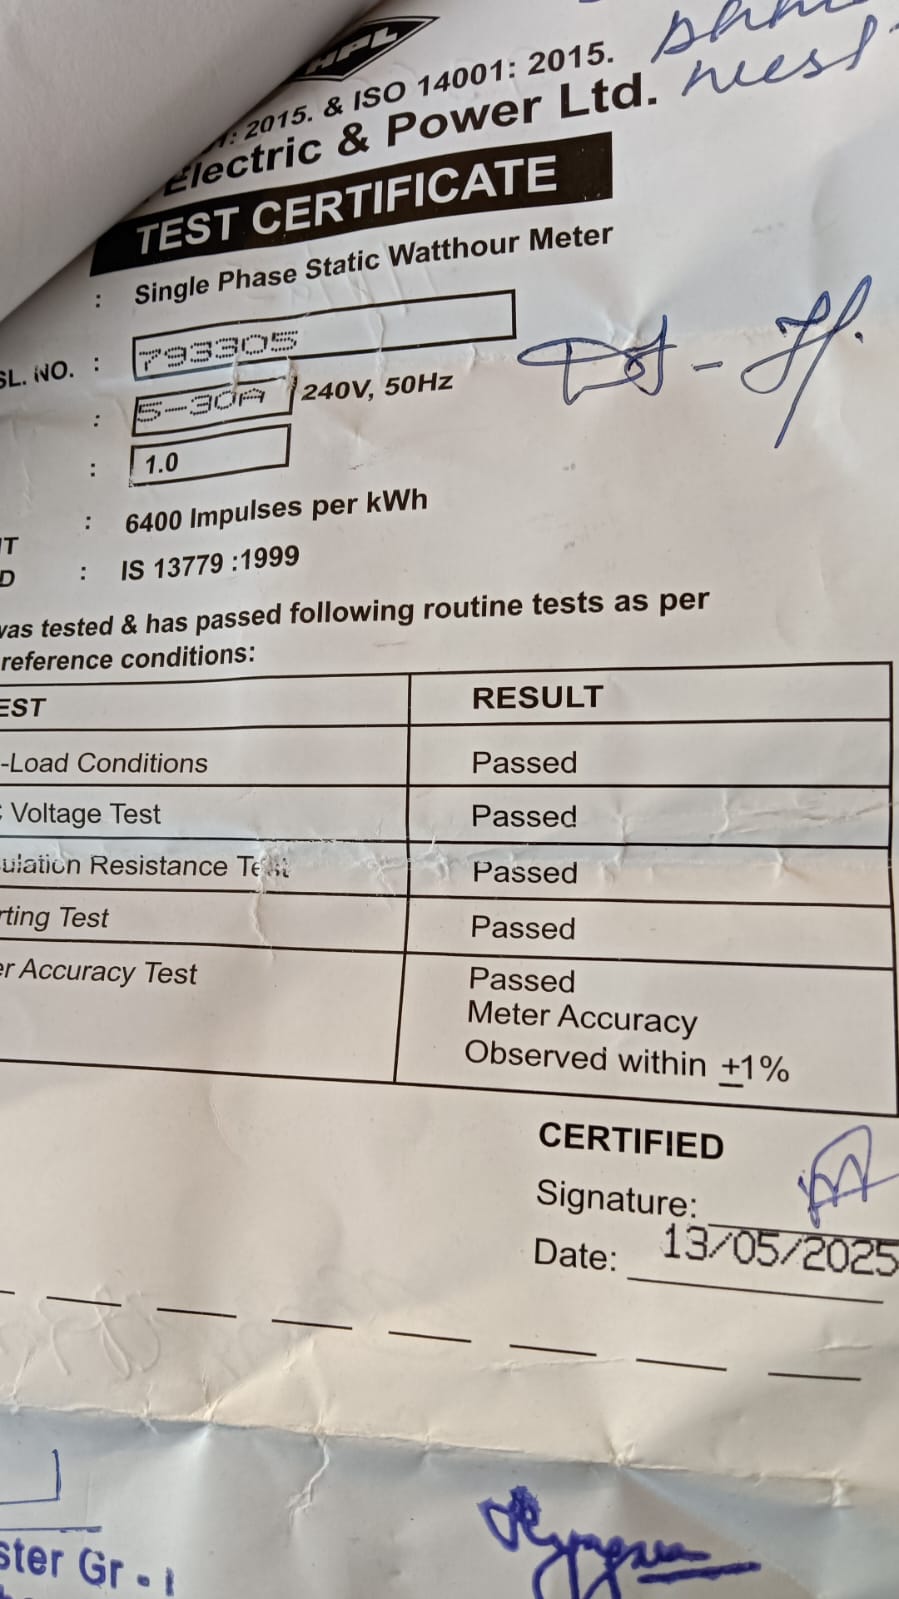 HPL
: 2015. & ISO 14001: 2015.
Electric & Power Ltd.
TEST CERTIFICATE
: Single Phase Static Watthour Meter
SL. NO. : 793305
: 5-30A 240V, 50Hz
: 1.0
: 6400 Impulses per kWh
: IS 13779 :1999
was tested & has passed following routine tests as per
reference conditions:
EST RESULT
-Load Conditions Passed
Voltage Test Passed
ulation Resistance Test Passed
rting Test Passed
er Accuracy Test Passed
Meter Accuracy
Observed within ±1%
CERTIFIED
Signature:
Date: 13/05/2025
ster Gr - I